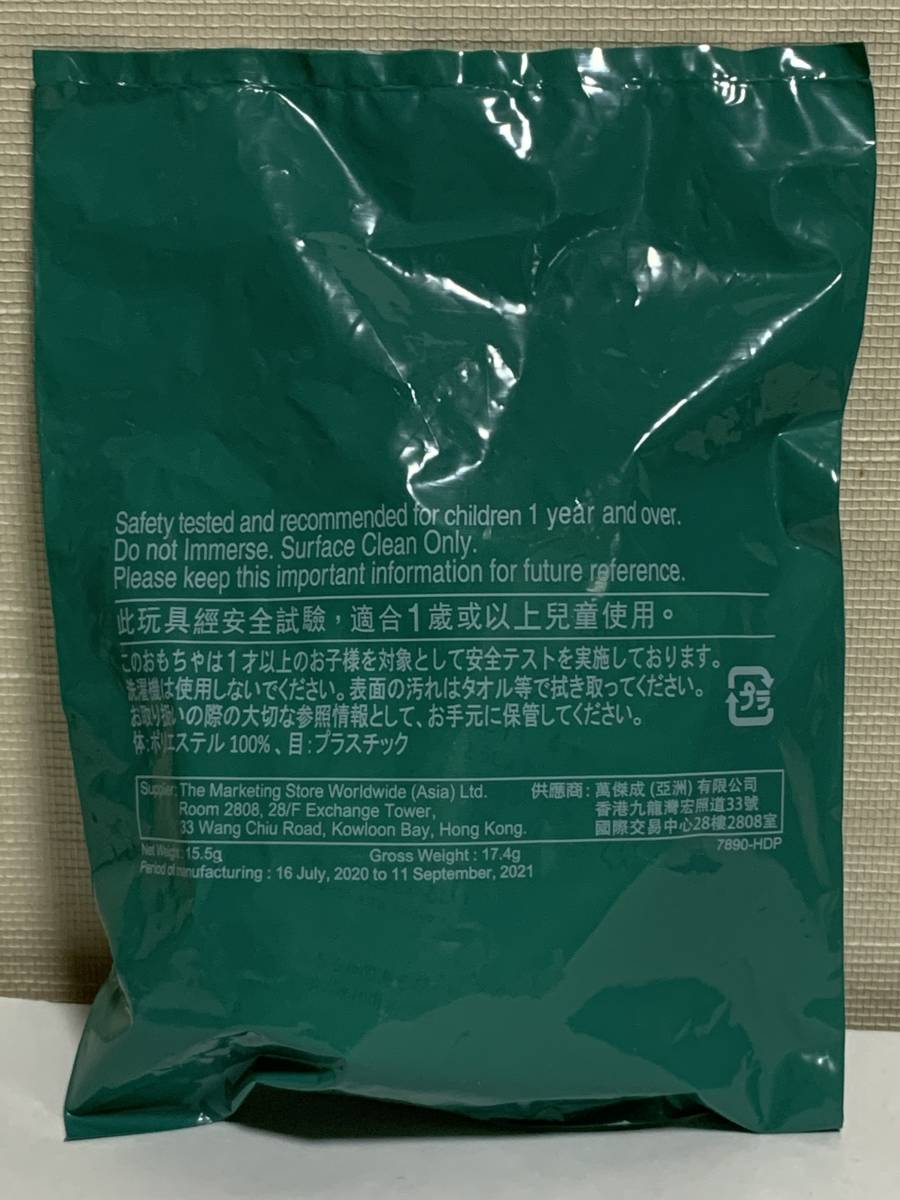 Safety tested and recommended for children 1 year and over.
Do not Immerse. Surface Clean Only.
Please keep this important information for future reference.
此玩具經安全試驗，適合1歲或以上兒童使用。
このおもちゃは1才以上のお子様を対象として安全テストを実施しております。
洗濯機は使用しないでください。表面の汚れはタオル等で拭き取ってください。
お取り扱いの際の大切な参照情報として、お手元に保管してください。
体:ポリエステル 100%、目:プラスチック
プラ
Supplier: The Marketing Store Worldwide (Asia) Ltd.
Room 2808, 28/F Exchange Tower,
33 Wang Chiu Road, Kowloon Bay, Hong Kong.
供應商: 萬傑成 (亞洲) 有限公司
香港九龍灣宏照道33號
國際交易中心28樓2808室
Net Weight: 15.5g Gross Weight : 17.4g
7890-HDP
Period of manufacturing : 16 July, 2020 to 11 September, 2021